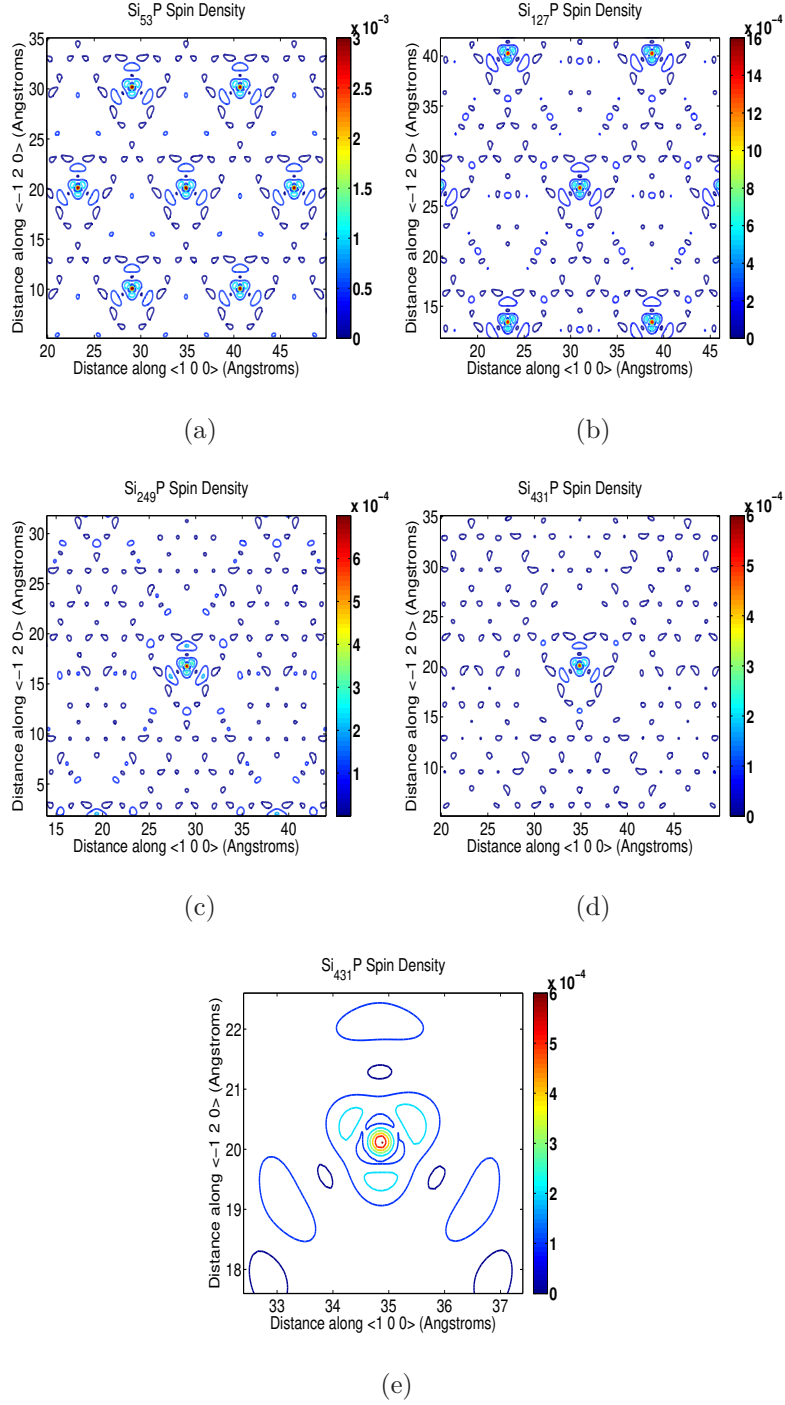 Si53P Spin Density
x 10−3
Distance along <−1 2 0> (Angstroms)
35
30
25
20
15
10
20 25 30 35 40 45
Distance along <1 0 0> (Angstroms)
3
2.5
2
1.5
1
0.5
0
(a)
Si127P Spin Density
x 10−4
Distance along <−1 2 0> (Angstroms)
40
35
30
25
20
15
20 25 30 35 40 45
Distance along <1 0 0> (Angstroms)
16
14
12
10
8
6
4
2
0
(b)
Si249P Spin Density
x 10−4
Distance along <−1 2 0> (Angstroms)
30
25
20
15
10
5
15 20 25 30 35 40
Distance along <1 0 0> (Angstroms)
6
5
4
3
2
1
(c)
Si431P Spin Density
x 10−4
Distance along <−1 2 0> (Angstroms)
35
30
25
20
15
10
20 25 30 35 40 45
Distance along <1 0 0> (Angstroms)
6
5
4
3
2
1
0
(d)
Si431P Spin Density
x 10−4
Distance along <−1 2 0> (Angstroms)
22
21
20
19
18
33 34 35 36 37
Distance along <1 0 0> (Angstroms)
6
5
4
3
2
1
0
(e)